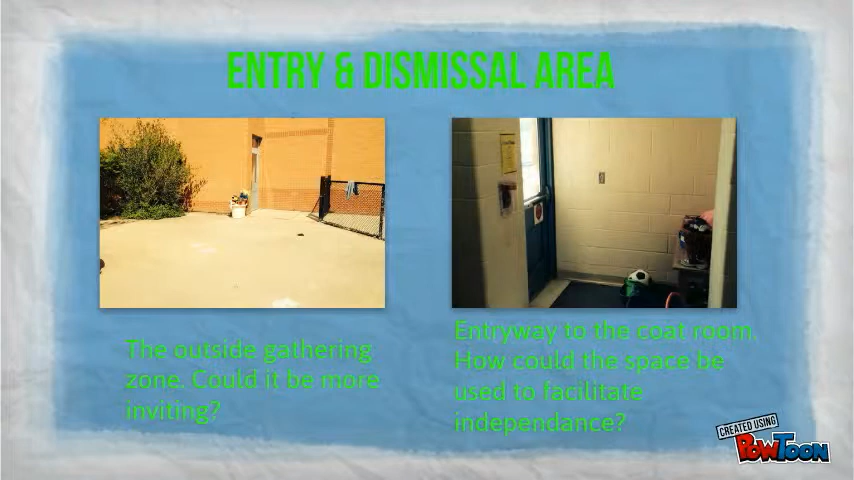 ENTRY & DISMISSAL AREA
The outside gathering
zone. Could it be more
inviting?
Entryway to the coat room.
How could the space be
used to facilitate
independance?
CREATED USING
POWTOON